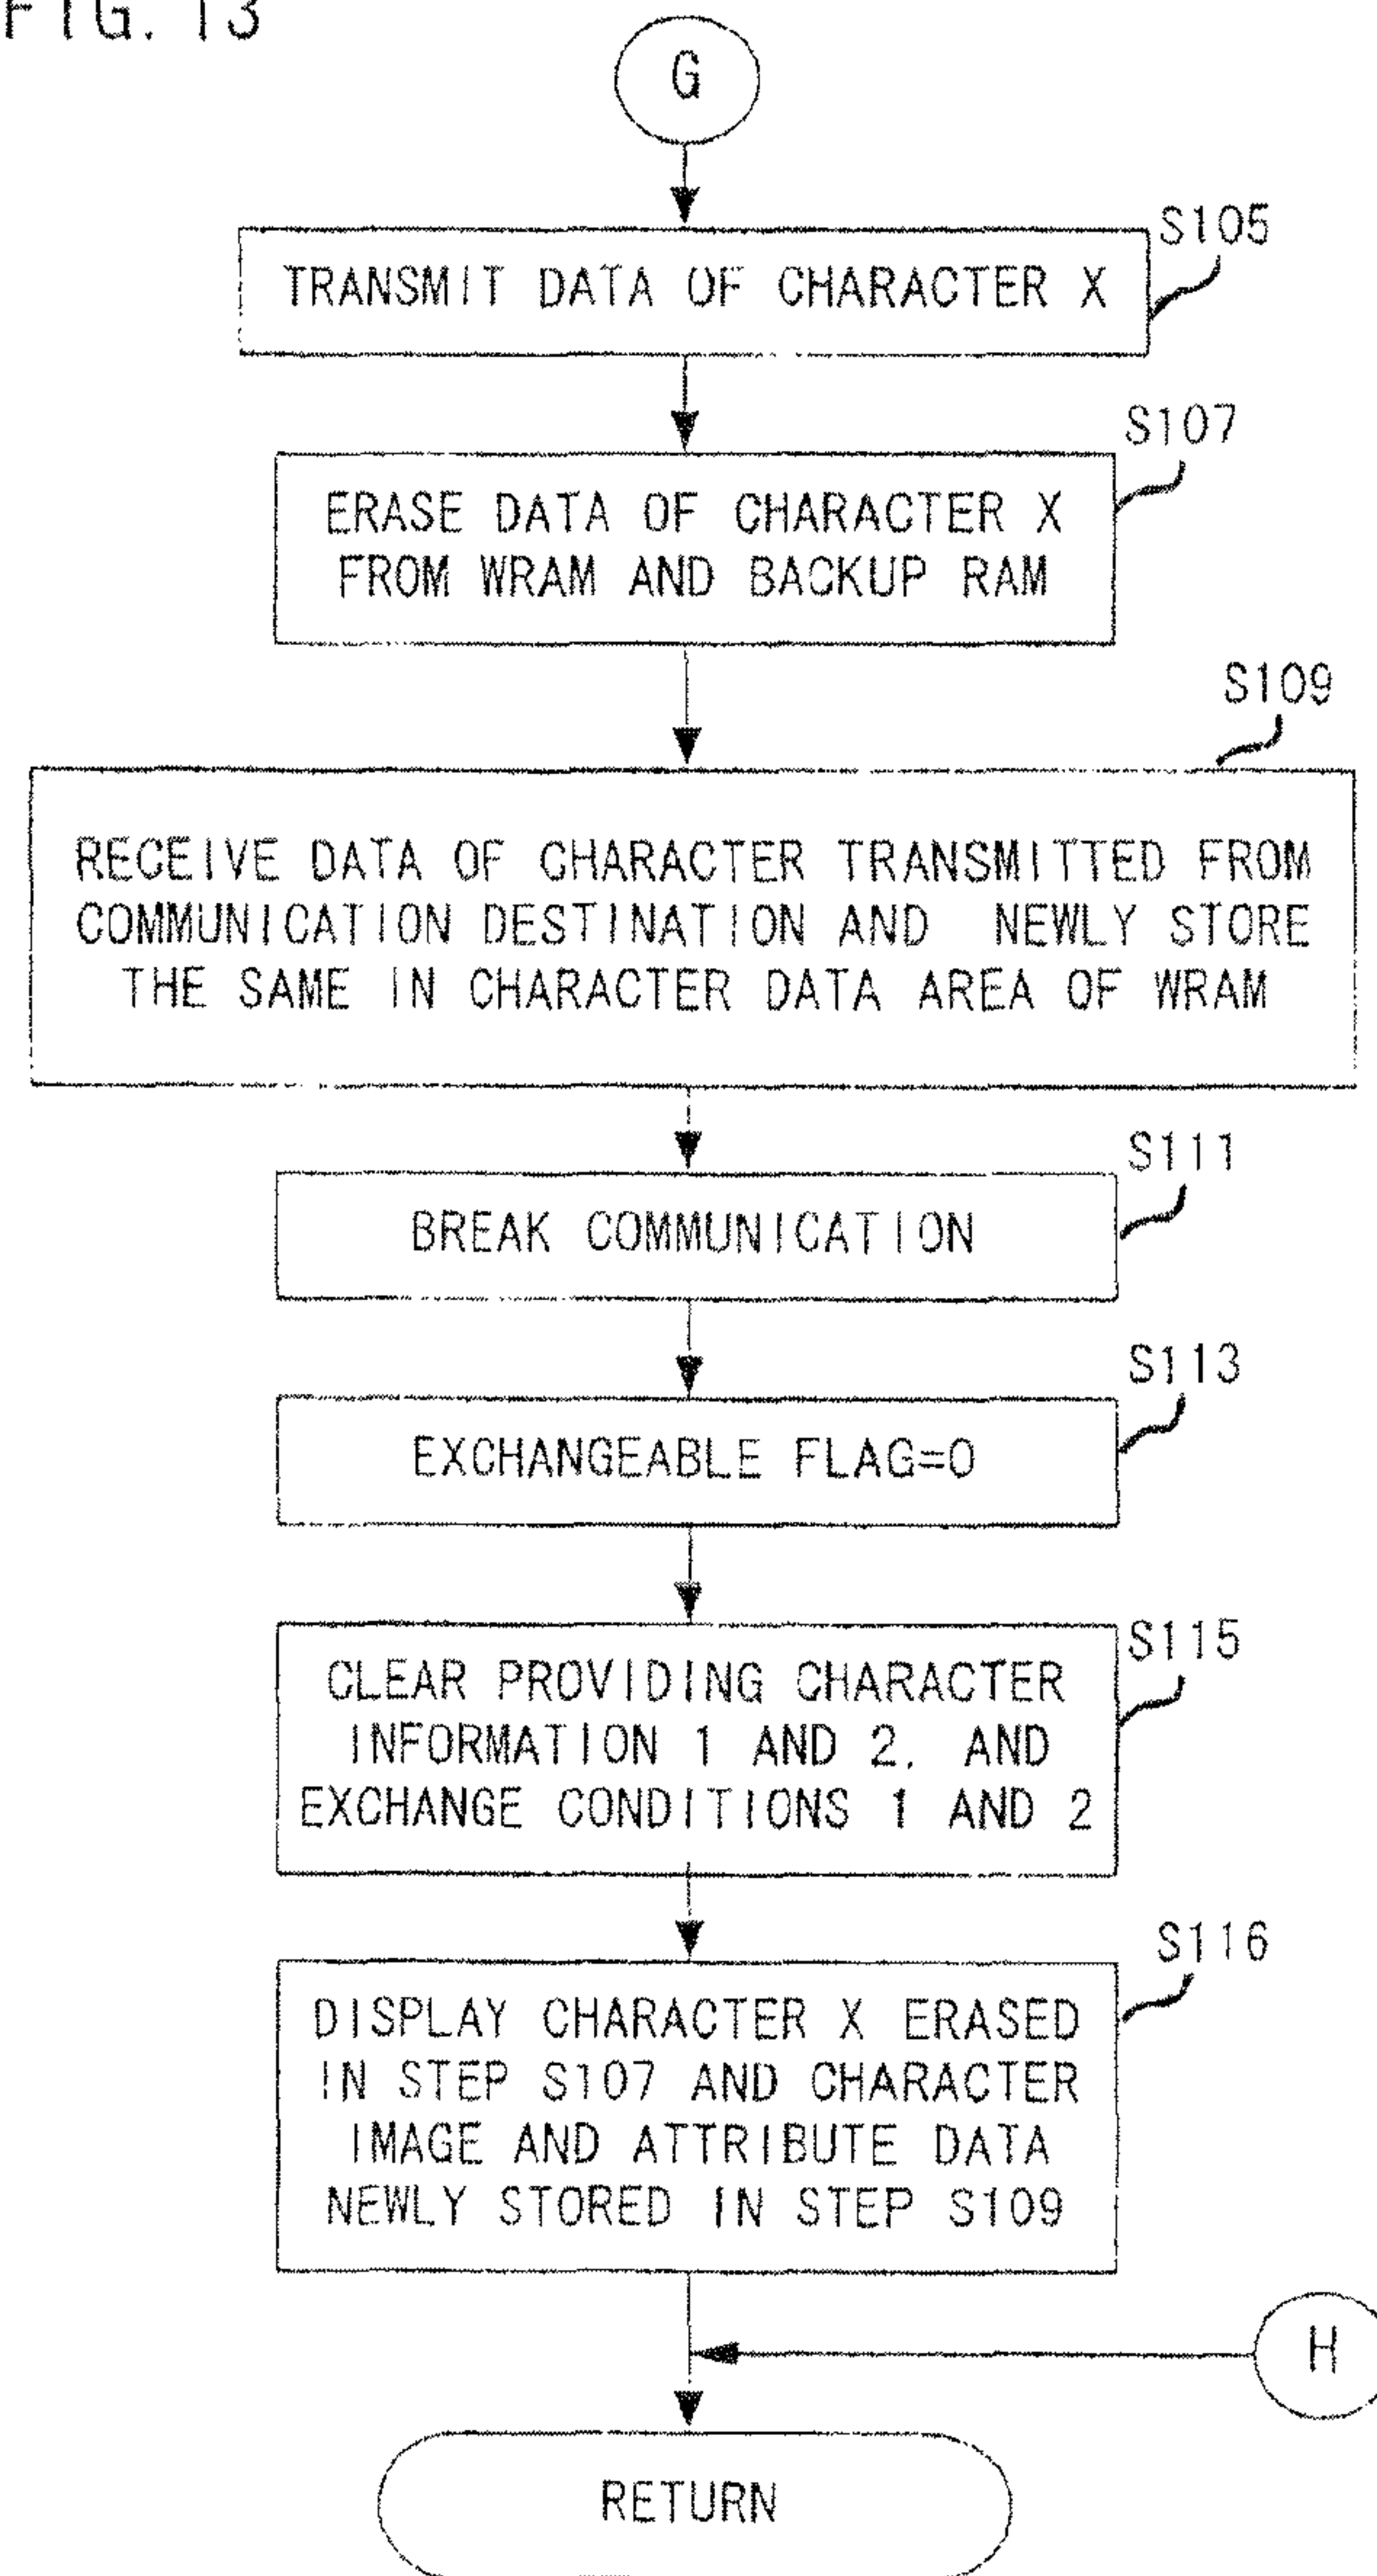 FIG. 13
G
S105
TRANSMIT DATA OF CHARACTER X
S107
ERASE DATA OF CHARACTER X
FROM WRAM AND BACKUP RAM
S109
RECEIVE DATA OF CHARACTER TRANSMITTED FROM
COMMUNICATION DESTINATION AND NEWLY STORE
THE SAME IN CHARACTER DATA AREA OF WRAM
S111
BREAK COMMUNICATION
S113
EXCHANGEABLE FLAG=0
S115
CLEAR PROVIDING CHARACTER
INFORMATION 1 AND 2, AND
EXCHANGE CONDITIONS 1 AND 2
S116
DISPLAY CHARACTER X ERASED
IN STEP S107 AND CHARACTER
IMAGE AND ATTRIBUTE DATA
NEWLY STORED IN STEP S109
H
RETURN